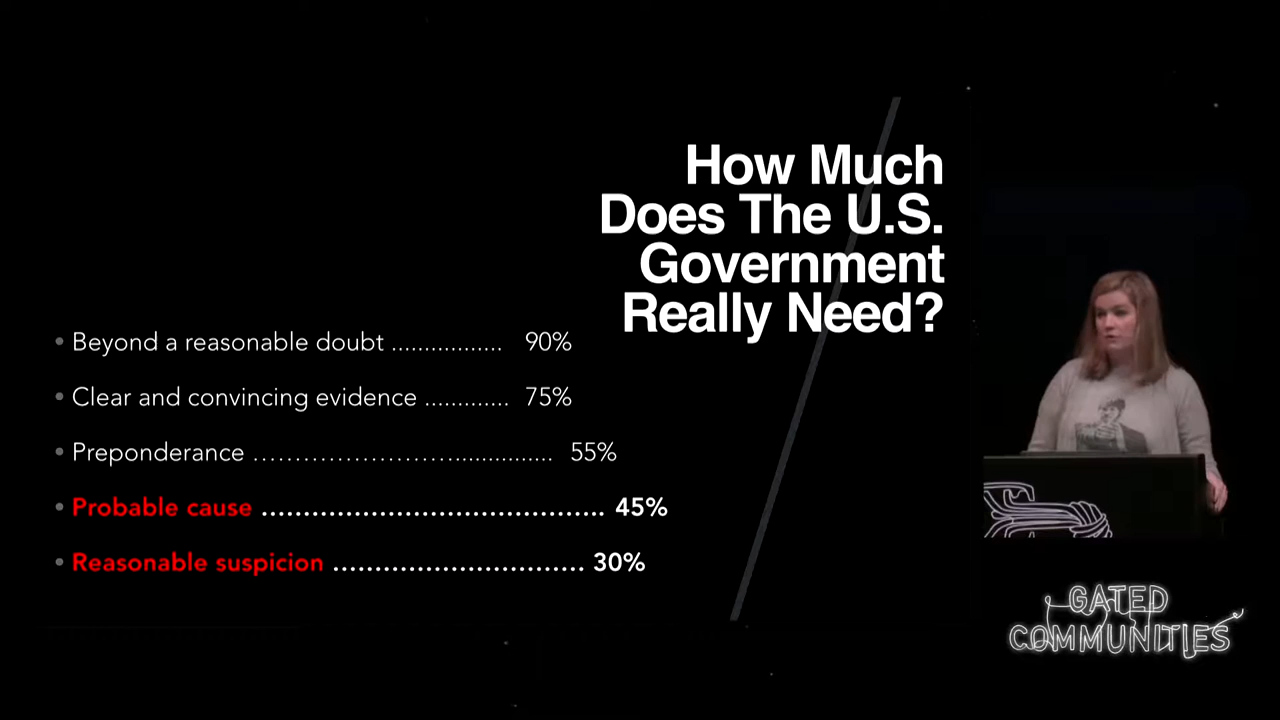 How Much
Does The U.S.
Government
Really Need?
• Beyond a reasonable doubt ................. 90%
• Clear and convincing evidence ............. 75%
• Preponderance …………………….............. 55%
• Probable cause ………………………………….. 45%
• Reasonable suspicion ………………………… 30%
GATED
COMMUNITIES